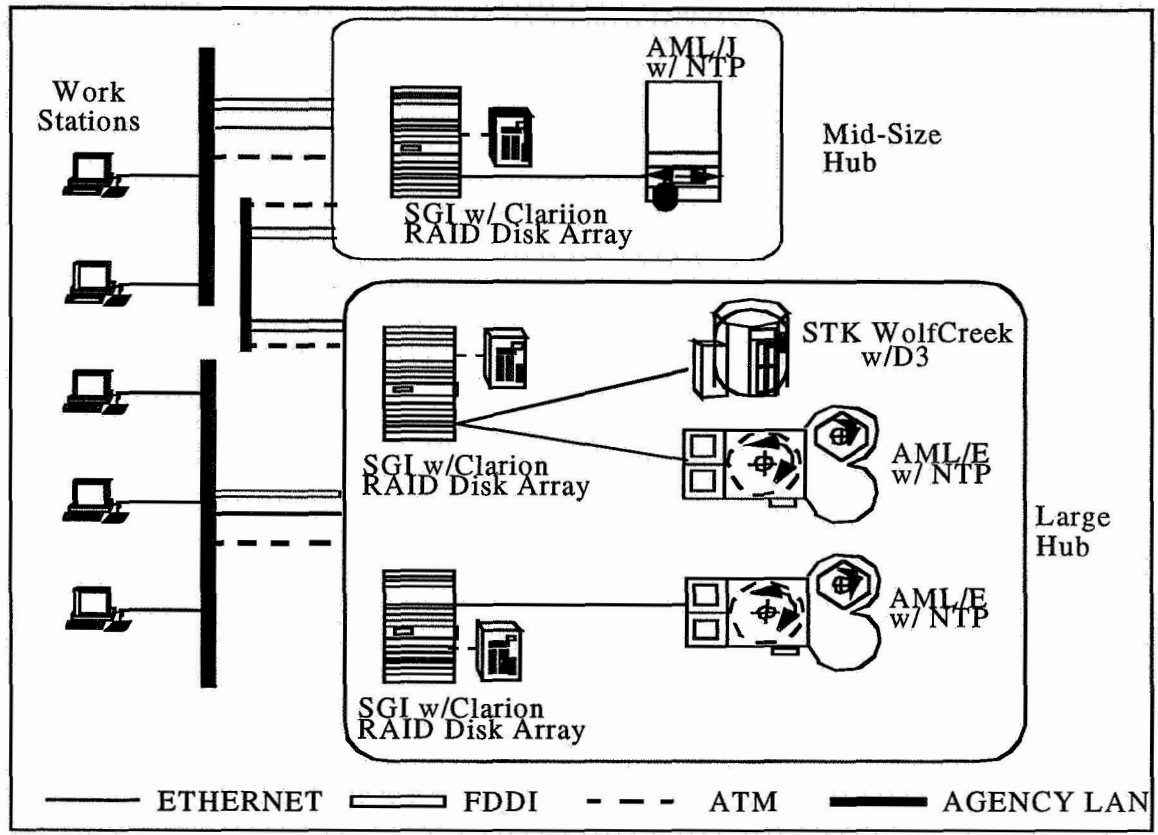 AML/J
w/ NTP
Work
Stations
Mid-Size
Hub
SGI w/ Clariion
RAID Disk Array
STK WolfCreek
w/D3
SGI w/Clarion
RAID Disk Array
AML/E
w/ NTP
Large
Hub
AML/E
w/ NTP
SGI w/Clarion
RAID Disk Array
ETHERNET FDDI ATM AGENCY LAN